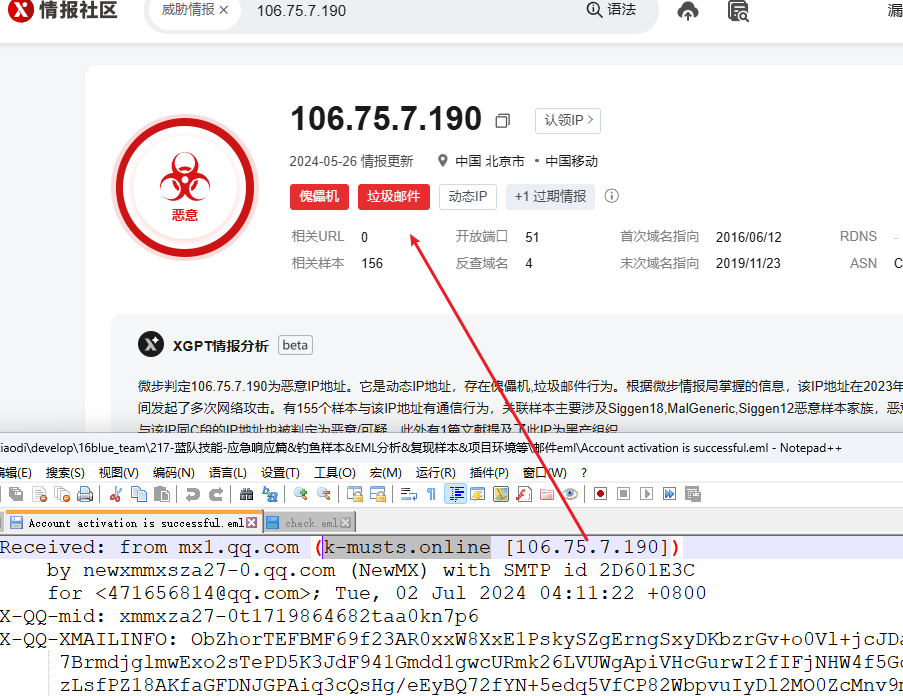 情报社区
威胁情报 × 106.75.7.190 语法 漏
106.75.7.190 认领IP >
2024-05-26 情报更新 中国 北京市 • 中国移动
恶意
傀儡机 垃圾邮件 动态IP +1 过期情报
相关URL 0 开放端口 51 首次域名指向 2016/06/12 RDNS -
相关样本 156 反查域名 4 末次域名指向 2019/11/23 ASN C
XGPT情报分析 beta
微步判定106.75.7.190为恶意IP地址。它是动态IP地址，存在傀儡机,垃圾邮件行为。根据微步情报局掌握的信息，该IP地址在2023年
间发起了多次网络攻击。有155个样本与该IP地址有通信行为，关联样本主要涉及Siggen18,MalGeneric,Siggen12恶意样本家族，恶
与该IP同C段的IP地址也被判定为恶意/可疑。此外有1篇文献提及了此IP为黑产组织
iaodi\develop\16blue_team\217-蓝队技能-应急响应篇&钓鱼样本&EML分析&复现样本&项目环境等\邮件eml\Account activation is successful.eml - Notepad++
编辑(E) 搜索(S) 视图(V) 编码(N) 语言(L) 设置(T) 工具(O) 宏(M) 运行(R) 插件(P) 窗口(W) ?
Account activation is successful.eml check.eml
Received: from mx1.qq.com (k-musts.online [106.75.7.190])
by newxmmxsza27-0.qq.com (NewMX) with SMTP id 2D601E3C
for <471656814@qq.com>; Tue, 02 Jul 2024 04:11:22 +0800
X-QQ-mid: xmmxza27-0t1719864682taa0kn7p6
X-QQ-XMAILINFO: ObZhorTEFBMF69f23AR0xxW8XxE1PskySZgErngSxyDKbzrGv+o0Vl+jcJDa
7BrmdjglmwExo2sTePD5K3JdF941Gmdd1gwcURmk26LVUWgApiVHcGurwI2fIFjNHW4f5Gc
zLsfPZ18AKfaGFDNJGPAiq3cQsHg/eEyBQ72fYN+5edq5VfCP82WbpvuIyDl2MO0ZcMnv9m